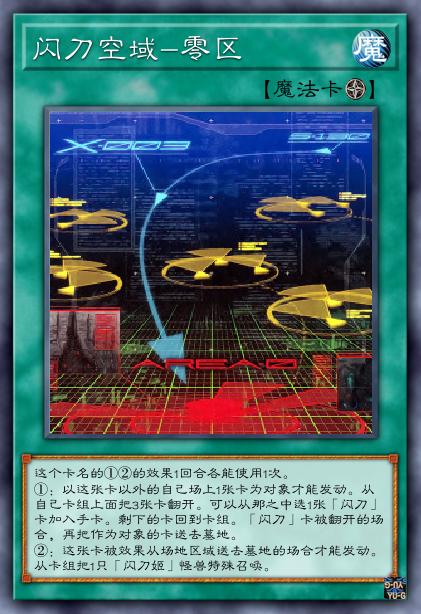 闪刀空域-零区
魔
【魔法卡】
X-003
S-130
AREA 0
这个卡名的①②的效果1回合各能使用1次。
①：以这张卡以外的自己场上1张卡为对象才能发动。从
自己卡组上面把3张卡翻开。可以从那之中选1张「闪刀」
卡加入手卡。剩下的卡回到卡组。「闪刀」卡被翻开的场
合，再把作为对象的卡送去墓地。
②：这张卡被效果从场地区域送去墓地的场合才能发动。
从卡组把1只「闪刀姬」怪兽特殊召唤。